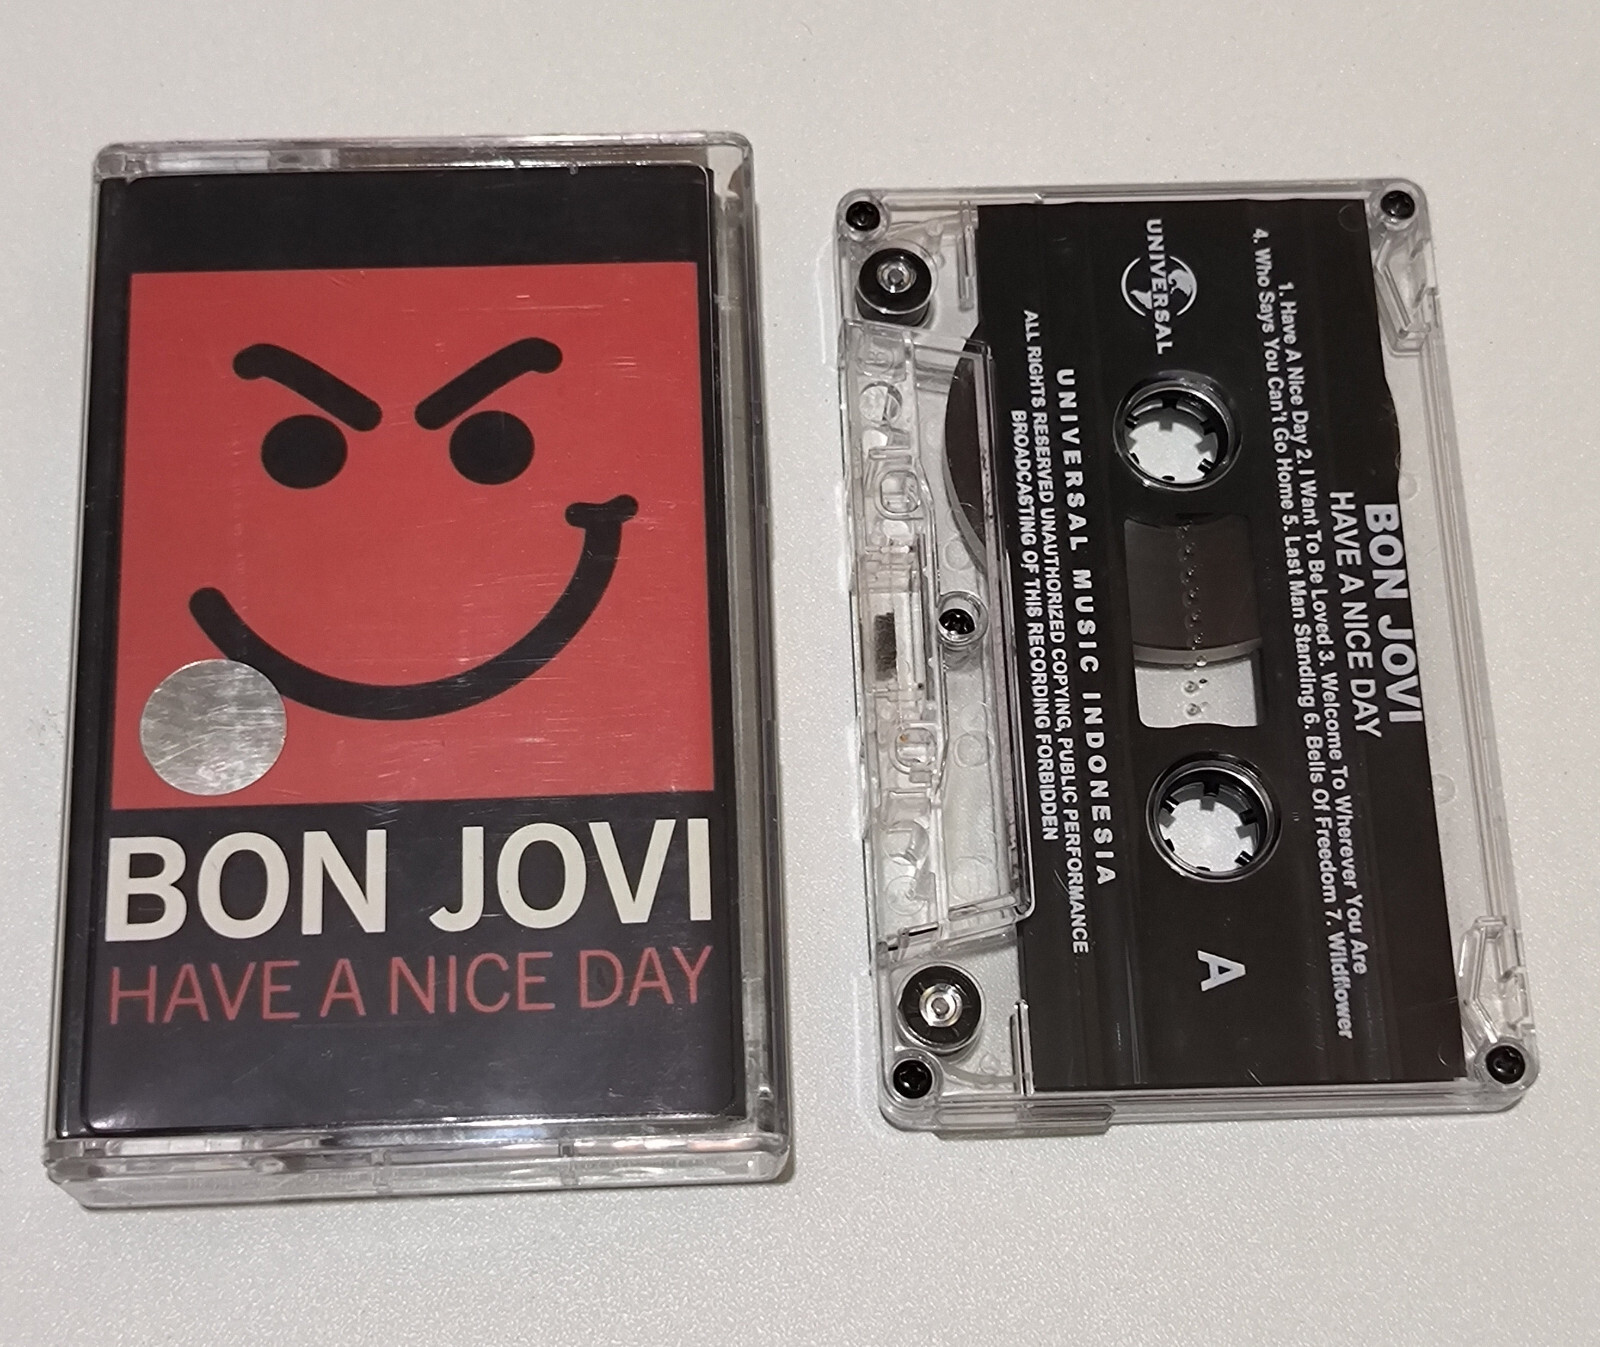 BON JOVI
HAVE A NICE DAY
BON JOVI
HAVE A NICE DAY
1. Have A Nice Day 2. I Want To Be Loved 3. Welcome To Wherever You Are
4. Who Says You Can't Go Home 5. Last Man Standing 6. Bells Of Freedom 7. Wildflower
UNIVERSAL
A
UNIVERSAL MUSIC INDONESIA
ALL RIGHTS RESERVED UNAUTHORIZED COPYING, PUBLIC PERFORMANCE
BROADCASTING OF THIS RECORDING FORBIDDEN